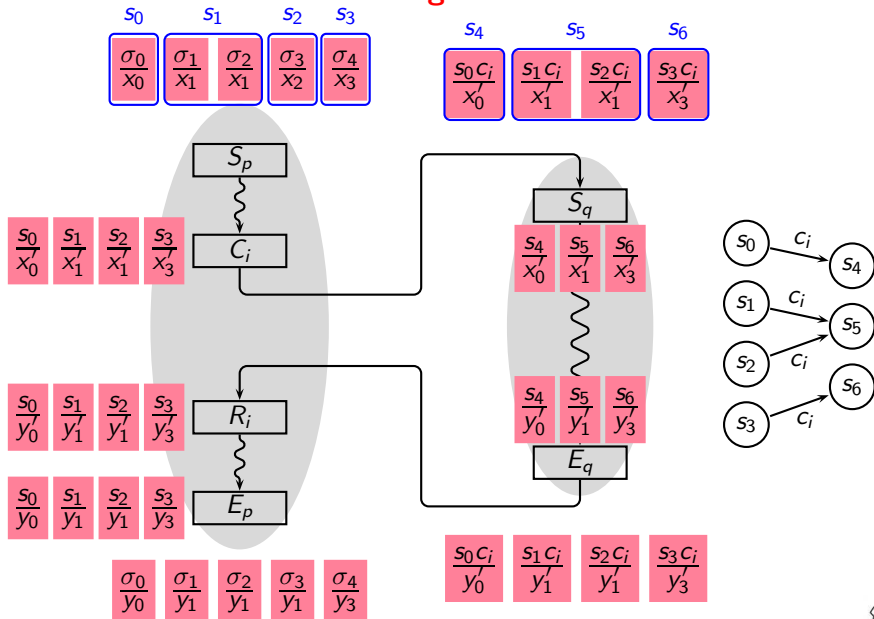 s₀ s₁ s₂ s₃
σ₀/x₀ σ₁/x₁ σ₂/x₁ σ₃/x₂ σ₄/x₃
s₄ s₅ s₆
s₀cᵢ/x′₀ s₁cᵢ/x′₁ s₂cᵢ/x′₁ s₃cᵢ/x′₃
Sₚ
s₀/x′₀ s₁/x′₁ s₂/x′₁ s₃/x′₃
Cᵢ
S_q
s₄/x′₀ s₅/x′₁ s₆/x′₃
s₀ cᵢ s₄
s₁ cᵢ s₅
s₂ cᵢ
s₃ cᵢ s₆
s₀/y′₀ s₁/y′₁ s₂/y′₁ s₃/y′₃
Rᵢ
s₄/y′₀ s₅/y′₁ s₆/y′₃
E_q
s₀/y₀ s₁/y₁ s₂/y₁ s₃/y₃
Eₚ
σ₀/y₀ σ₁/y₁ σ₂/y₁ σ₃/y₁ σ₄/y₃
s₀cᵢ/y′₀ s₁cᵢ/y′₁ s₂cᵢ/y′₁ s₃cᵢ/y′₃